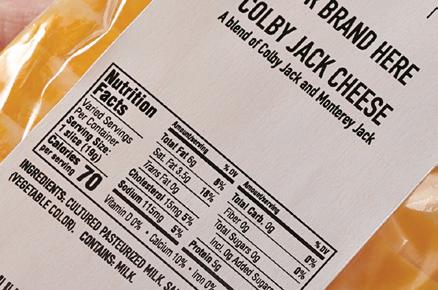 R BRAND HERE
COLBY JACK CHEESE
A blend of Colby Jack and Monterey Jack
Nutrition
Facts
Varied Servings
Per Container
Serving Size:
1 slice (19g)
Calories 70
per serving
Amount/serving % DV
Total Fat 6g 8%
Sat. Fat 3.5g 18%
Trans Fat 0g
Cholesterol 15mg 5%
Sodium 115mg 5%
Amount/serving % DV
Total Carb. 0g 0%
Fiber 0g 0%
Total Sugars 0g
Incl. 0g Added Sugars
Protein 5g
Vitamin D 0% • Calcium 10% • Iron 0%
INGREDIENTS: CULTURED PASTEURIZED MILK, SA
(VEGETABLE COLOR). CONTAINS: MILK.